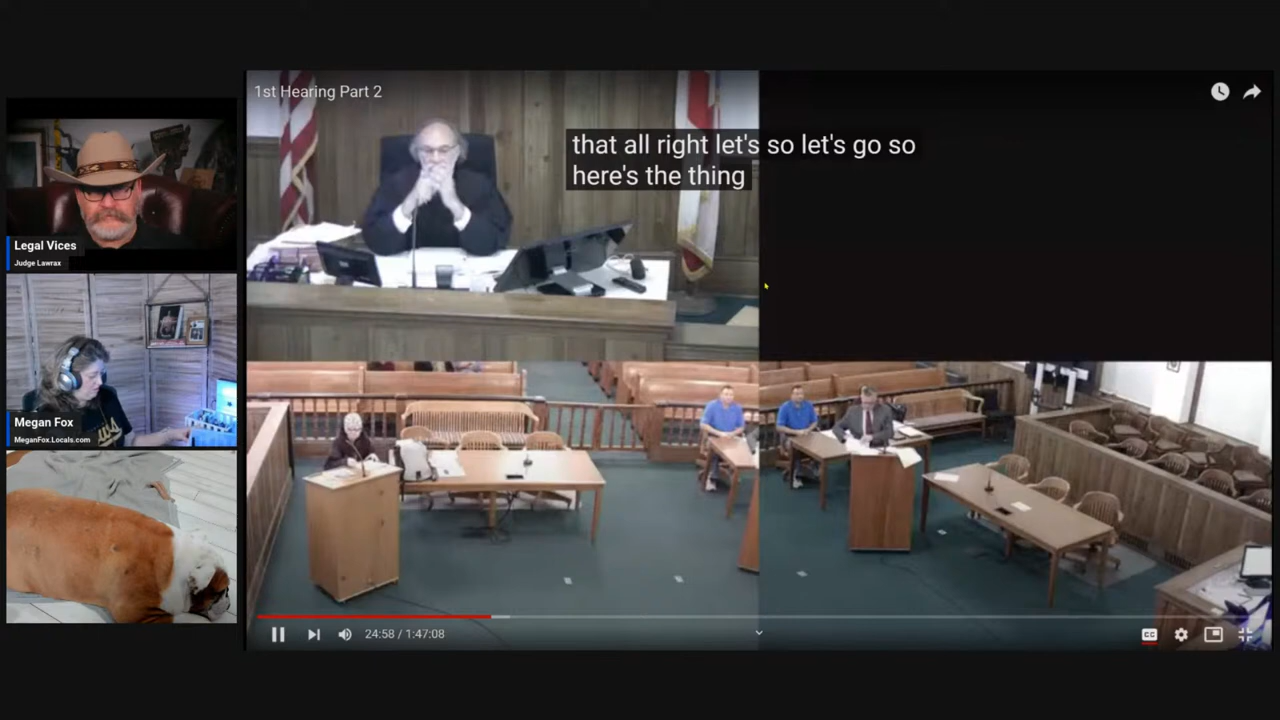 1st Hearing Part 2
that all right let's so let's go so
here's the thing
Legal Vices
Judge Lawrax
Megan Fox
MeganFox.Locals.com
24:58 / 1:47:08
CC